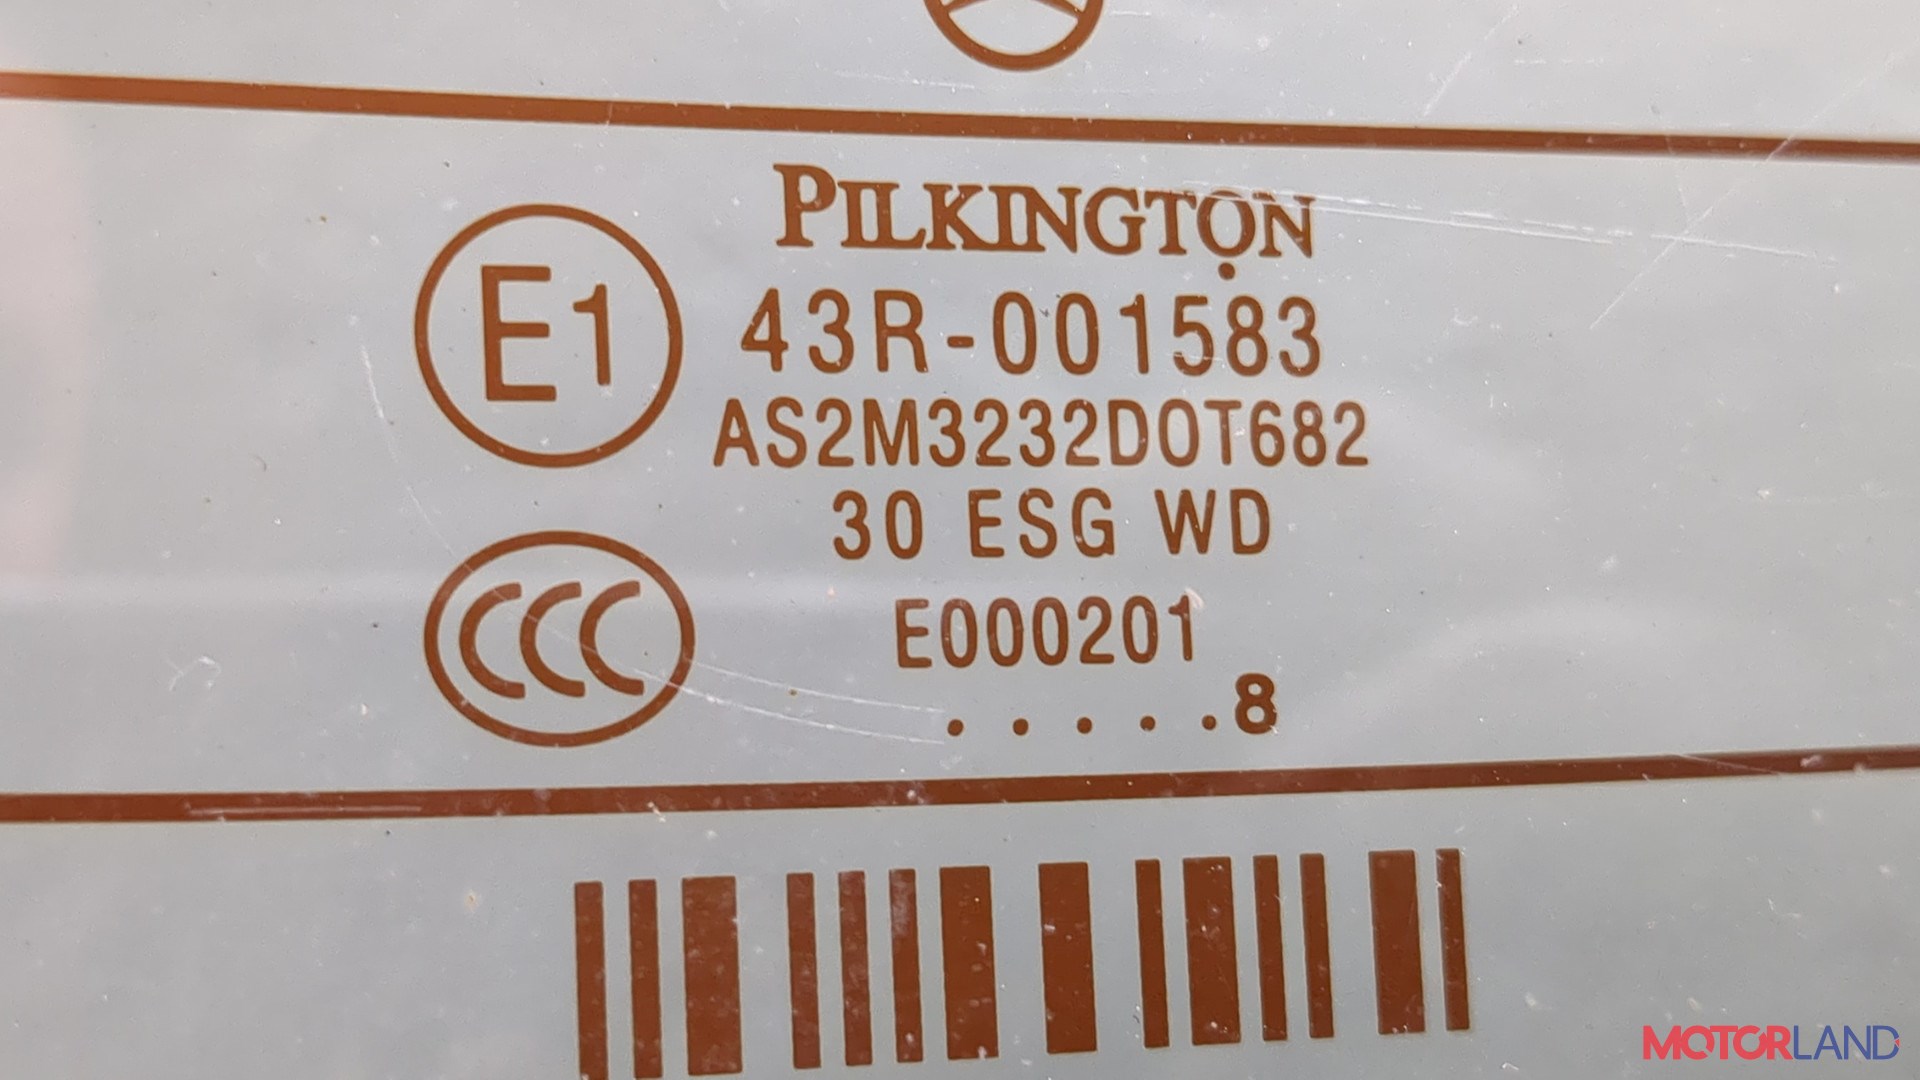 PILKINGTON
E1
43R-001583
AS2M3232DOT682
30 ESG WD
CCC
E000201
.....8
MOTORLAND